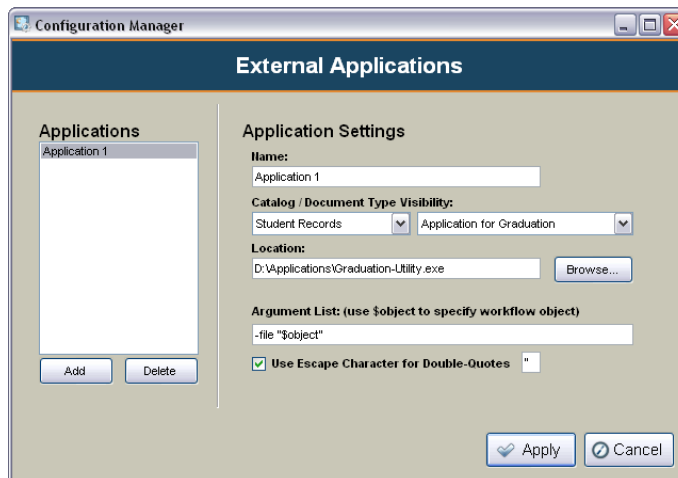 Configuration Manager
External Applications
Applications
Application 1
Add
Delete
Application Settings
Name:
Application 1
Catalog / Document Type Visibility:
Student Records
Application for Graduation
Location:
D:\Applications\Graduation-Utility.exe
Browse...
Argument List: (use $object to specify workflow object)
-file "$object"
Use Escape Character for Double-Quotes "
Apply
Cancel